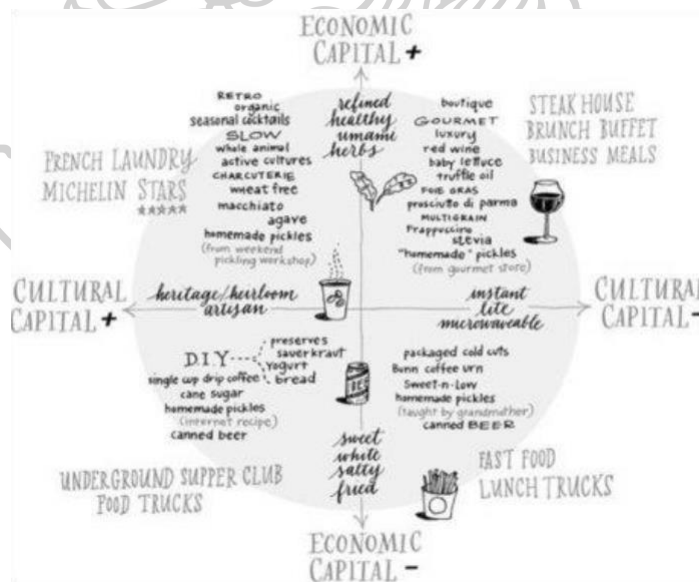 ECONOMIC
CAPITAL +
RETRO
organic
seasonal cocktails
SLOW
whole animal
active cultures
CHARCUTERIE
wheat free
macchiato
agave
homemade pickles
(from weekend
pickling workshop)
refined
healthy
umami
herbs
boutique
GOURMET
luxury
red wine
baby lettuce
truffle oil
FOIE GRAS
prosciutto di parma
MULTIGRAIN
Frappuccino
stevia
"homemade" pickles
(from gourmet store)
STEAK HOUSE
BRUNCH BUFFET
BUSINESS MEALS
FRENCH LAUNDRY
MICHELIN STARS
★★★★★
CULTURAL
CAPITAL +
heritage/heirloom
artisan
instant
lite
microwaveable
CULTURAL
CAPITAL -
D.I.Y
preserves
sauerkraut
yogurt
bread
single cup drip coffee
cane sugar
homemade pickles
(internet recipe)
canned beer
BEER
packaged cold cuts
Bunn coffee urn
Sweet-n-Low
homemade pickles
(taught by grandmother)
canned BEER
sweet
white
salty
fried
UNDERGROUND SUPPER CLUB
FOOD TRUCKS
FAST FOOD
LUNCH TRUCKS
ECONOMIC
CAPITAL -